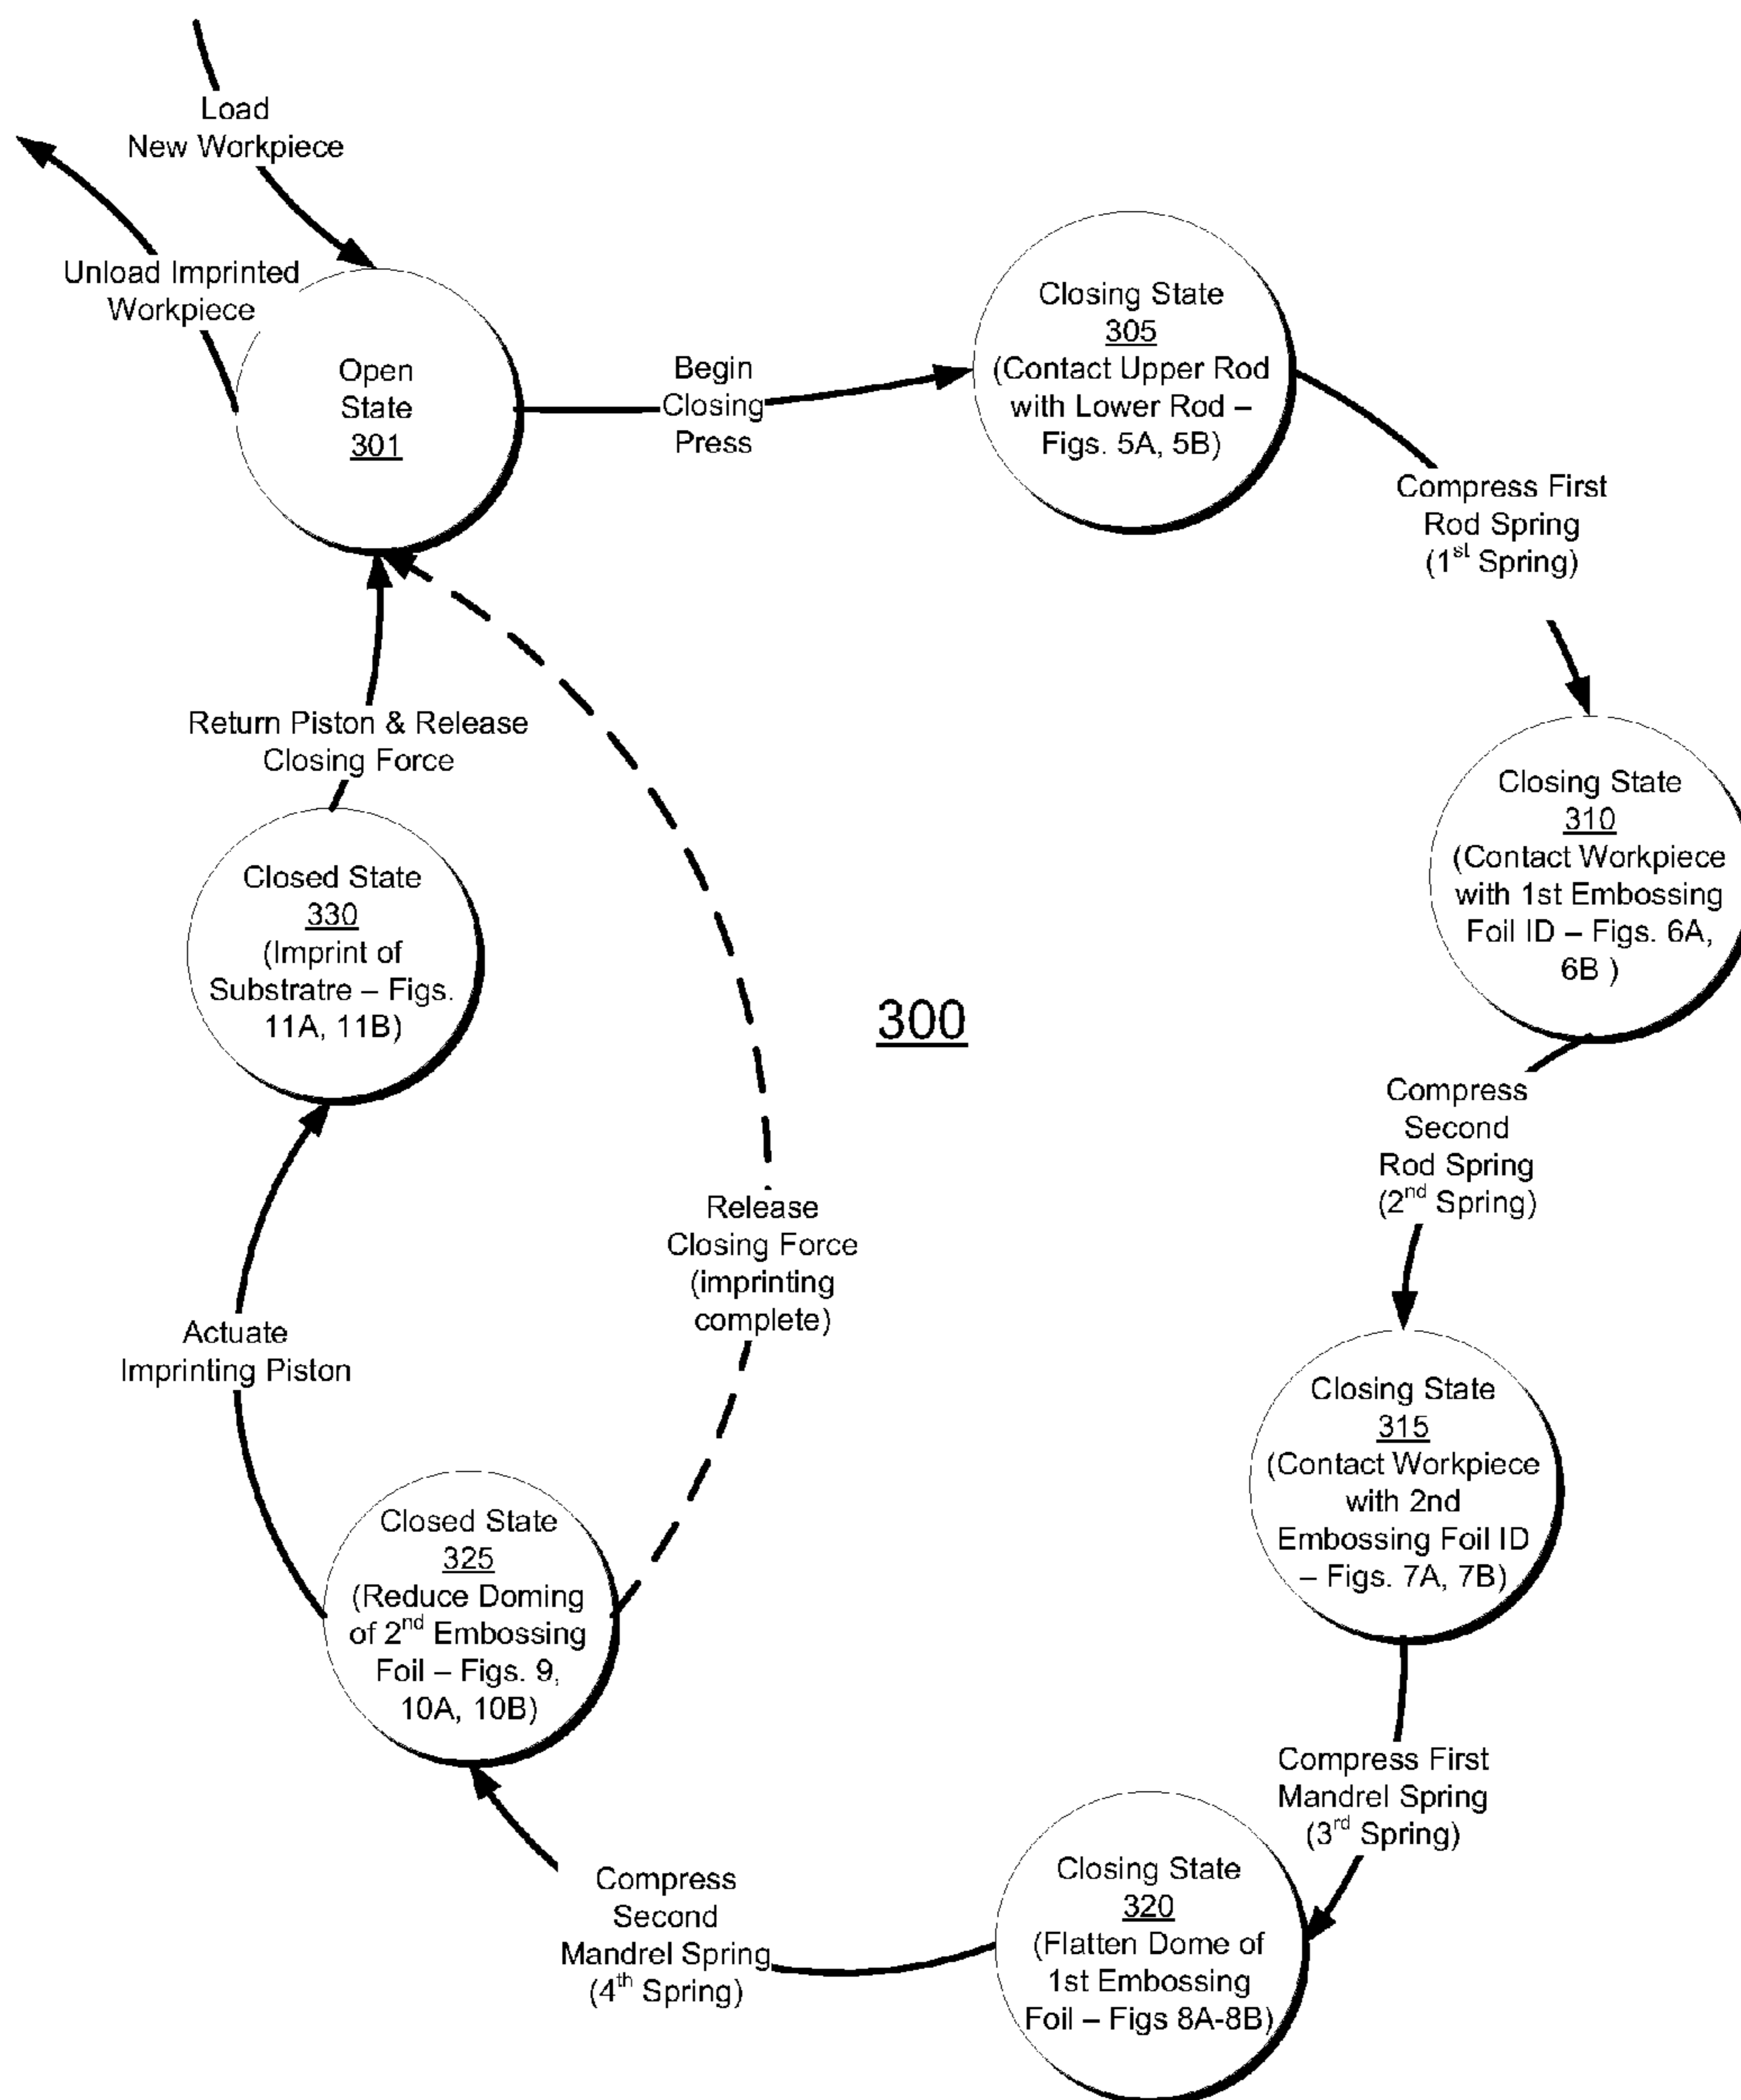 Load
New Workpiece
Unload Imprinted
Workpiece
Open
State
301
Begin
Closing
Press
Closing State
305
(Contact Upper Rod
with Lower Rod –
Figs. 5A, 5B)
Compress First
Rod Spring
(1st Spring)
Closing State
310
(Contact Workpiece
with 1st Embossing
Foil ID – Figs. 6A,
6B )
Compress
Second
Rod Spring
(2nd Spring)
Closing State
315
(Contact Workpiece
with 2nd
Embossing Foil ID
– Figs. 7A, 7B)
Compress First
Mandrel Spring
(3rd Spring)
Closing State
320
(Flatten Dome of
1st Embossing
Foil – Figs 8A-8B)
Compress
Second
Mandrel Spring
(4th Spring)
Closed State
325
(Reduce Doming
of 2nd Embossing
Foil – Figs. 9,
10A, 10B)
Actuate
Imprinting Piston
Release
Closing Force
(imprinting
complete)
Closed State
330
(Imprint of
Substratre – Figs.
11A, 11B)
Return Piston & Release
Closing Force
300